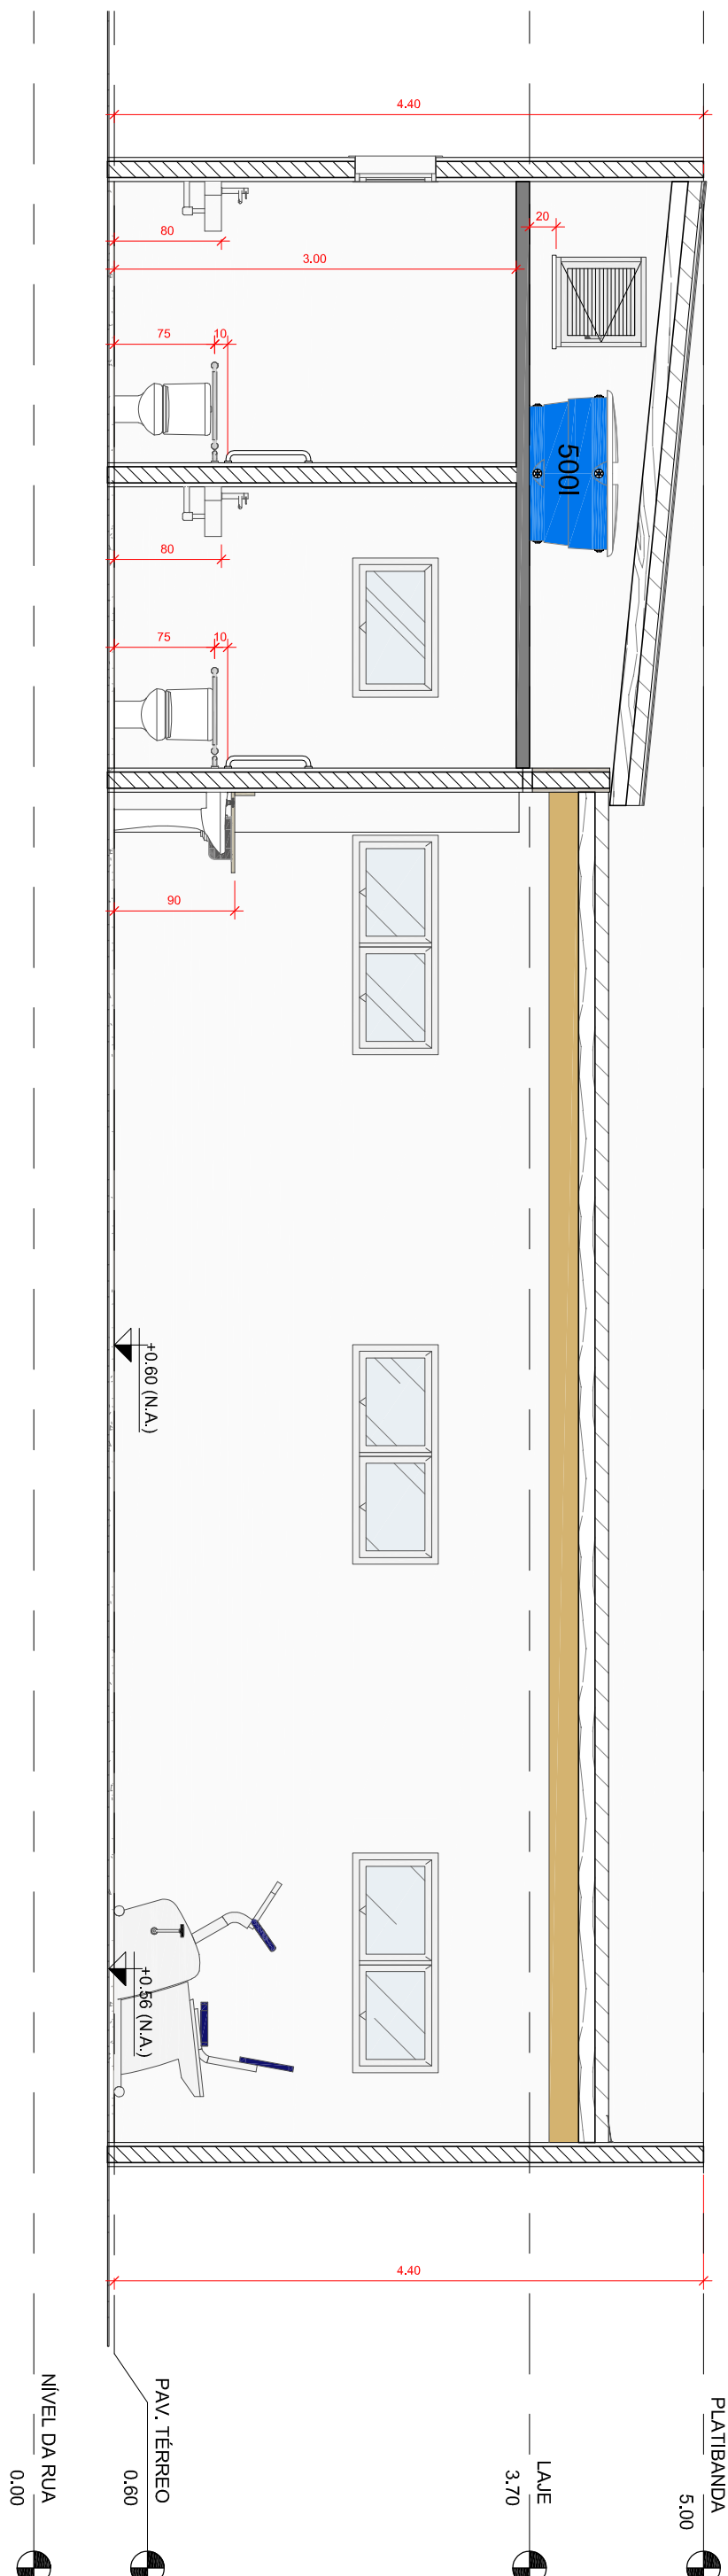 4.40
80
3.00
75
10
20
500l
80
75
10
90
+0.60 (N.A.)
+0.56 (N.A.)
4.40
PLATIBANDA
5.00
LAJE
3.70
PAV. TÉRREO
0.60
NÍVEL DA RUA
0.00